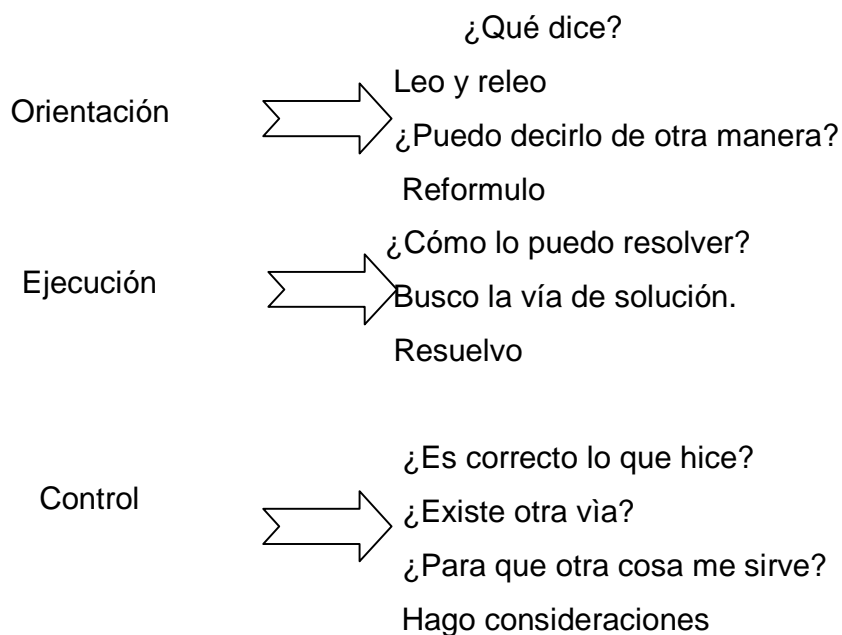 ¿Qué dice?
Leo y releo
Orientación
¿Puedo decirlo de otra manera?
Reformulo
¿Cómo lo puedo resolver?
Ejecución
Busco la vía de solución.
Resuelvo
¿Es correcto lo que hice?
Control
¿Existe otra vìa?
¿Para que otra cosa me sirve?
Hago consideraciones